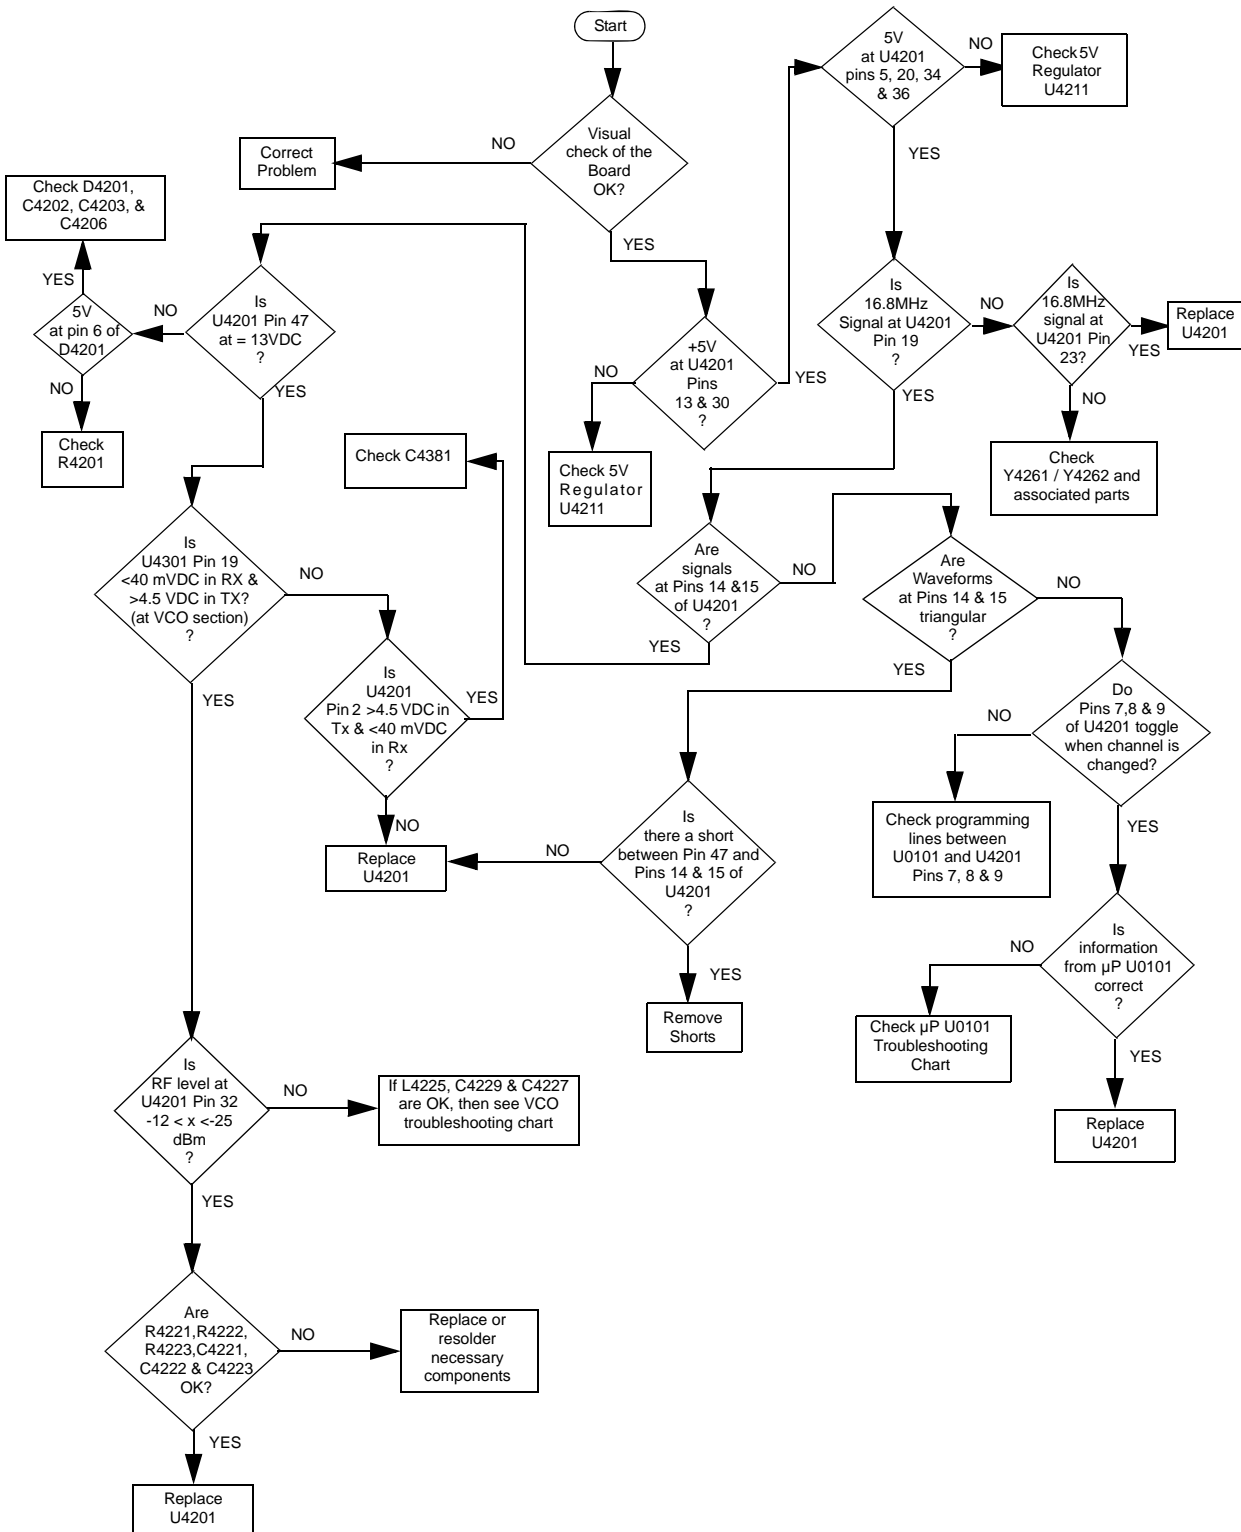 Start
Visual
check of the
Board
OK?
NO
Correct
Problem
YES
+5V
at U4201
Pins
13 & 30
?
NO
Check 5V
Regulator
U4211
YES
5V
at U4201
pins 5, 20, 34
& 36
NO
Check 5V
Regulator
U4211
YES
Is
16.8MHz
Signal at U4201
Pin 19
?
NO
Is
16.8MHz
signal at
U4201 Pin
23?
YES
Replace
U4201
NO
Check
Y4261 / Y4262 and
associated parts
YES
Are
signals
at Pins 14 &15
of U4201
?
NO
Are
Waveforms
at Pins 14 & 15
triangular
?
NO
Do
Pins 7,8 & 9
of U4201 toggle
when channel is
changed?
NO
Check programming
lines between
U0101 and U4201
Pins 7, 8 & 9
YES
Is
information
from µP U0101
correct
?
NO
Check µP U0101
Troubleshooting
Chart
YES
Replace
U4201
YES
Is
there a short
between Pin 47 and
Pins 14 & 15 of
U4201
?
NO
Replace
U4201
YES
Remove
Shorts
YES
Is
U4201 Pin 47
at = 13VDC
?
NO
5V
at pin 6 of
D4201
YES
Check D4201,
C4202, C4203, &
C4206
NO
Check
R4201
YES
Is
U4301 Pin 19
<40 mVDC in RX &
>4.5 VDC in TX?
(at VCO section)
?
NO
Is
U4201
Pin 2 >4.5 VDC in
Tx & <40 mVDC
in Rx
?
YES
Check C4381
NO
YES
Is
RF level at
U4201 Pin 32
-12 < x <-25
dBm
?
NO
If L4225, C4229 & C4227
are OK, then see VCO
troubleshooting chart
YES
Are
R4221,R4222,
R4223,C4221,
C4222 & C4223
OK?
NO
Replace or
resolder
necessary
components
YES
Replace
U4201